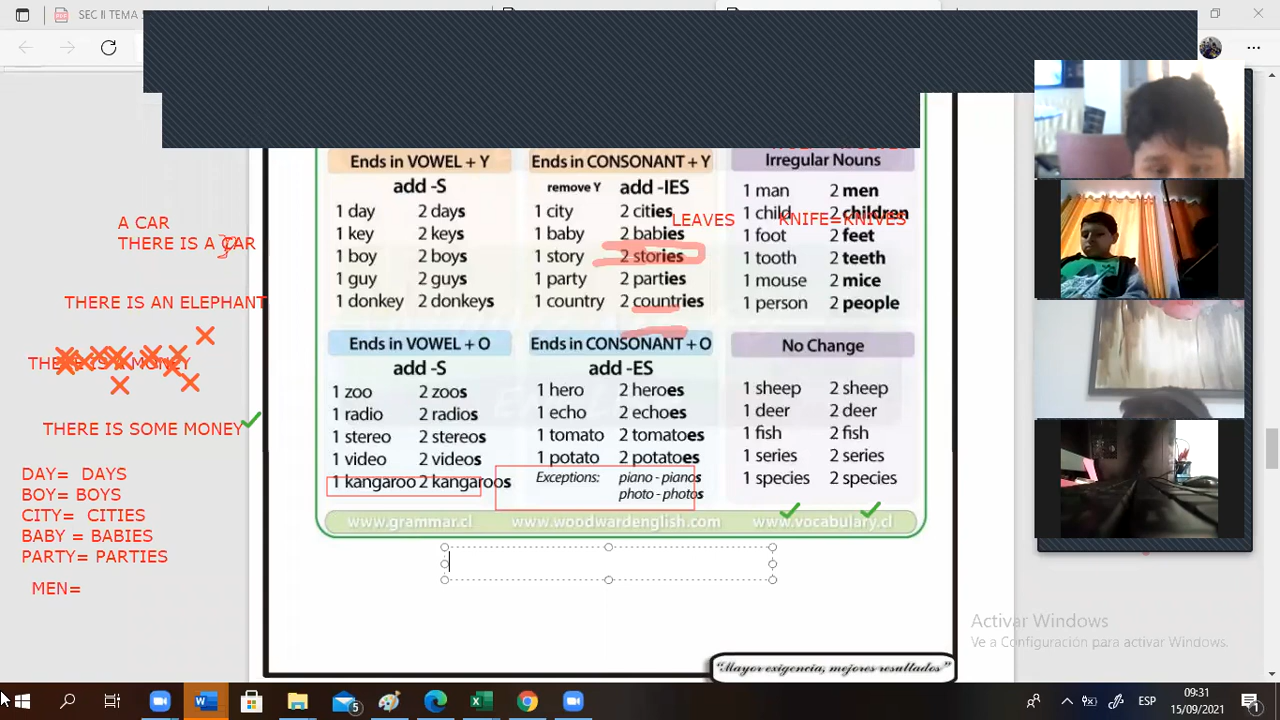 SEC II TEMA
Ends in VOWEL + Y
add -S
1 day 2 days
1 key 2 keys
1 boy 2 boys
1 guy 2 guys
1 donkey 2 donkeys
Ends in CONSONANT + Y
remove Y add -IES
1 city 2 cities
1 baby 2 babies
1 story 2 stories
1 party 2 parties
1 country 2 countries
LEAVES
Irregular Nouns
1 man 2 men
1 child 2 children
KNIFE=KNIVES
1 foot 2 feet
1 tooth 2 teeth
1 mouse 2 mice
1 person 2 people
Ends in VOWEL + O
add -S
1 zoo 2 zoos
1 radio 2 radios
1 stereo 2 stereos
1 video 2 videos
1 kangaroo 2 kangaroos
Ends in CONSONANT + O
add -ES
1 hero 2 heroes
1 echo 2 echoes
1 tomato 2 tomatoes
1 potato 2 potatoes
Exceptions: piano - pianos
photo - photos
No Change
1 sheep 2 sheep
1 deer 2 deer
1 fish 2 fish
1 series 2 series
1 species 2 species
www.grammar.cl www.woodwardenglish.com www.vocabulary.cl
A CAR
THERE IS A CAR
THERE IS AN ELEPHANT
THERE IS A MONEY
THERE IS SOME MONEY
DAY= DAYS
BOY= BOYS
CITY= CITIES
BABY = BABIES
PARTY= PARTIES
MEN=
"Mayor exigencia, mejores resultados"
Activar Windows
Ve a Configuración para activar Windows.
5
ESP
09:31
15/09/2021
1